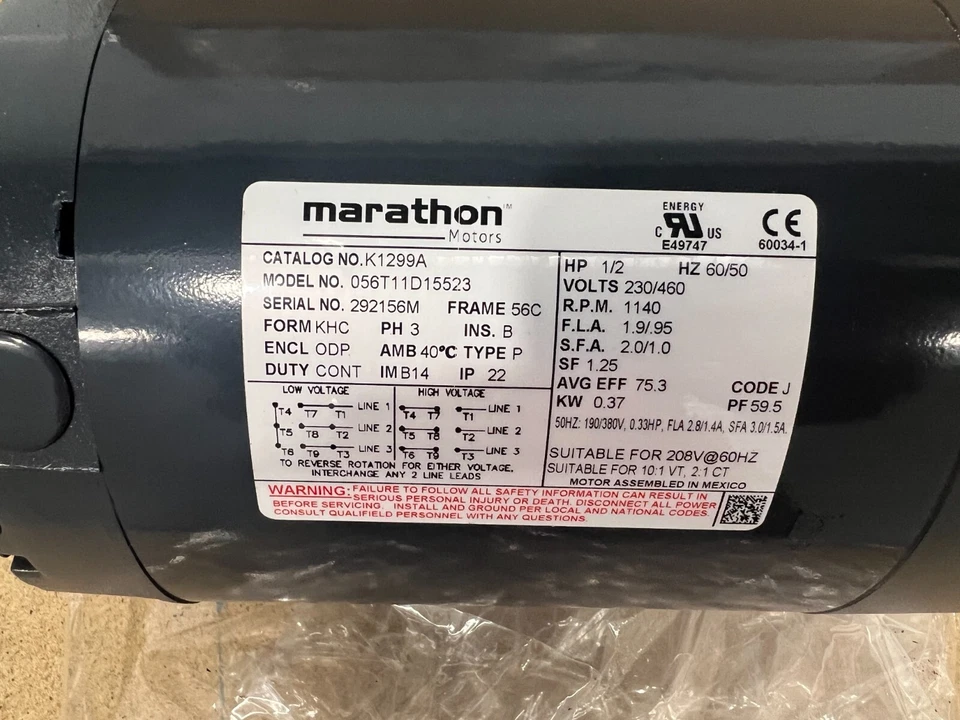 marathon™
Motors
ENERGY
C UR US
E49747
CE
60034-1
CATALOG NO. K1299A
MODEL NO. 056T11D15523
SERIAL NO. 292156M FRAME 56C
FORM KHC PH 3 INS. B
ENCL ODP AMB 40°C TYPE P
DUTY CONT IM B14 IP 22
HP 1/2 HZ 60/50
VOLTS 230/460
R.P.M. 1140
F.L.A. 1.9/.95
S.F.A. 2.0/1.0
SF 1.25
AVG EFF 75.3 CODE J
KW 0.37 PF 59.5
50HZ: 190/380V, 0.33HP, FLA 2.8/1.4A, SFA 3.0/1.5A.
SUITABLE FOR 208V@60HZ
SUITABLE FOR 10:1 VT, 2:1 CT
MOTOR ASSEMBLED IN MEXICO
LOW VOLTAGE HIGH VOLTAGE
T4 T7 T1 LINE 1 T4 T7 T1 LINE 1
T5 T8 T2 LINE 2 T5 T8 T2 LINE 2
T6 T9 T3 LINE 3 T6 T9 T3 LINE 3
TO REVERSE ROTATION FOR EITHER VOLTAGE,
INTERCHANGE ANY 2 LINE LEADS
WARNING: FAILURE TO FOLLOW ALL SAFETY INFORMATION CAN RESULT IN
SERIOUS PERSONAL INJURY OR DEATH. DISCONNECT ALL POWER
BEFORE SERVICING. INSTALL AND GROUND PER LOCAL AND NATIONAL CODES.
CONSULT QUALIFIELD PERSONNEL WITH ANY QUESTIONS.